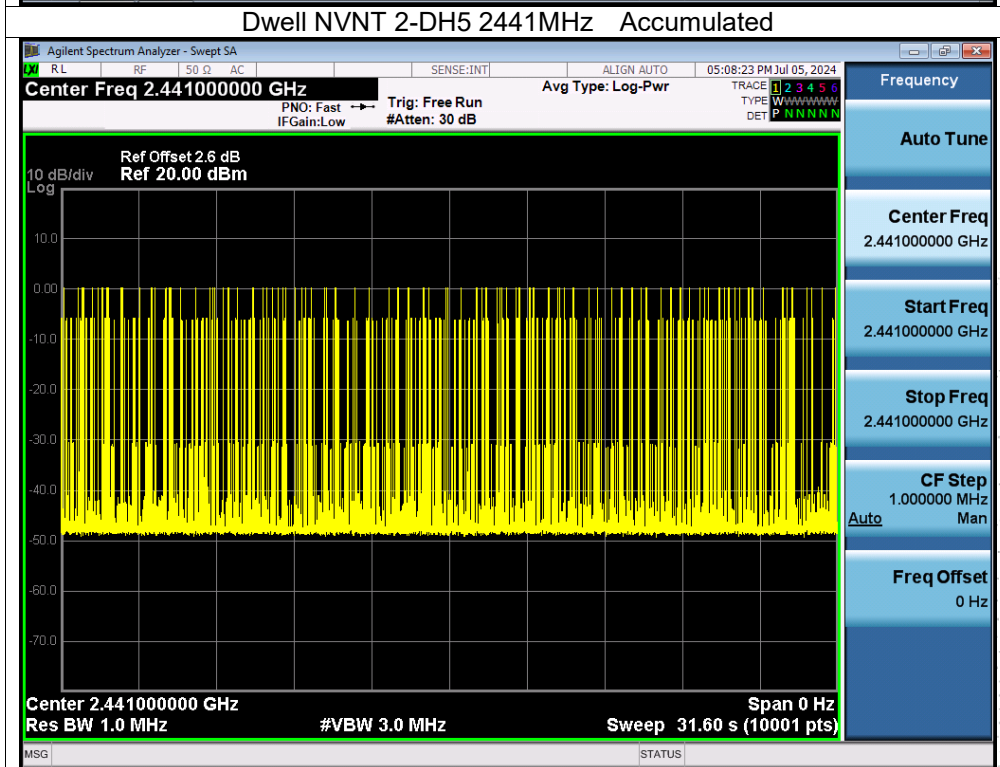 Dwell NVNT 2-DH5 2441MHz Accumulated
Agilent Spectrum Analyzer - Swept SA
LXI RL RF 50 Ω AC SENSE:INT ALIGN AUTO 05:08:23 PM Jul 05, 2024
Center Freq 2.441000000 GHz
Avg Type: Log-Pwr
TRACE 1 2 3 4 5 6
TYPE WWWWWWW
DET P N N N N N
PNO: Fast
IFGain:Low
Trig: Free Run
#Atten: 30 dB
Ref Offset 2.6 dB
10 dB/div Ref 20.00 dBm
Log
10.0
0.00
-10.0
-20.0
-30.0
-40.0
-50.0
-60.0
-70.0
Center 2.441000000 GHz Span 0 Hz
Res BW 1.0 MHz #VBW 3.0 MHz Sweep 31.60 s (10001 pts)
MSG STATUS
Frequency
Auto Tune
Center Freq
2.441000000 GHz
Start Freq
2.441000000 GHz
Stop Freq
2.441000000 GHz
CF Step
1.000000 MHz
Auto Man
Freq Offset
0 Hz